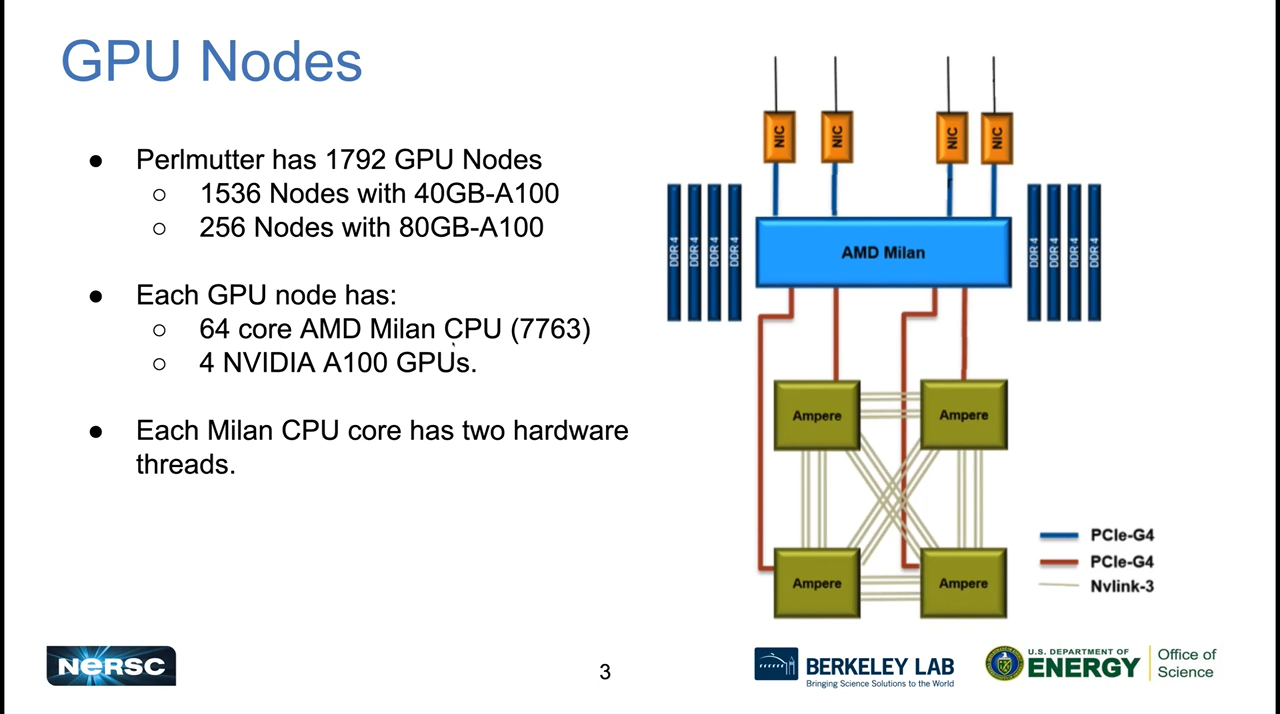 GPU Nodes
● Perlmutter has 1792 GPU Nodes
○ 1536 Nodes with 40GB-A100
○ 256 Nodes with 80GB-A100
● Each GPU node has:
○ 64 core AMD Milan CPU (7763)
○ 4 NVIDIA A100 GPUs.
● Each Milan CPU core has two hardware
threads.
NIC
NIC
NIC
NIC
DDR 4
DDR 4
DDR 4
DDR 4
AMD Milan
DDR 4
DDR 4
DDR 4
DDR 4
Ampere
Ampere
Ampere
Ampere
PCIe-G4
PCIe-G4
Nvlink-3
NERSC
3
BERKELEY LAB
Bringing Science Solutions to the World
U.S. DEPARTMENT OF
ENERGY
Office of
Science